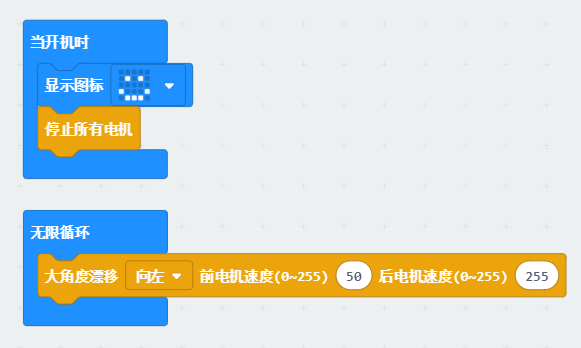 当开机时
显示图标
停止所有电机
无限循环
大角度漂移 向左 前电机速度(0~255) 50 后电机速度(0~255) 255